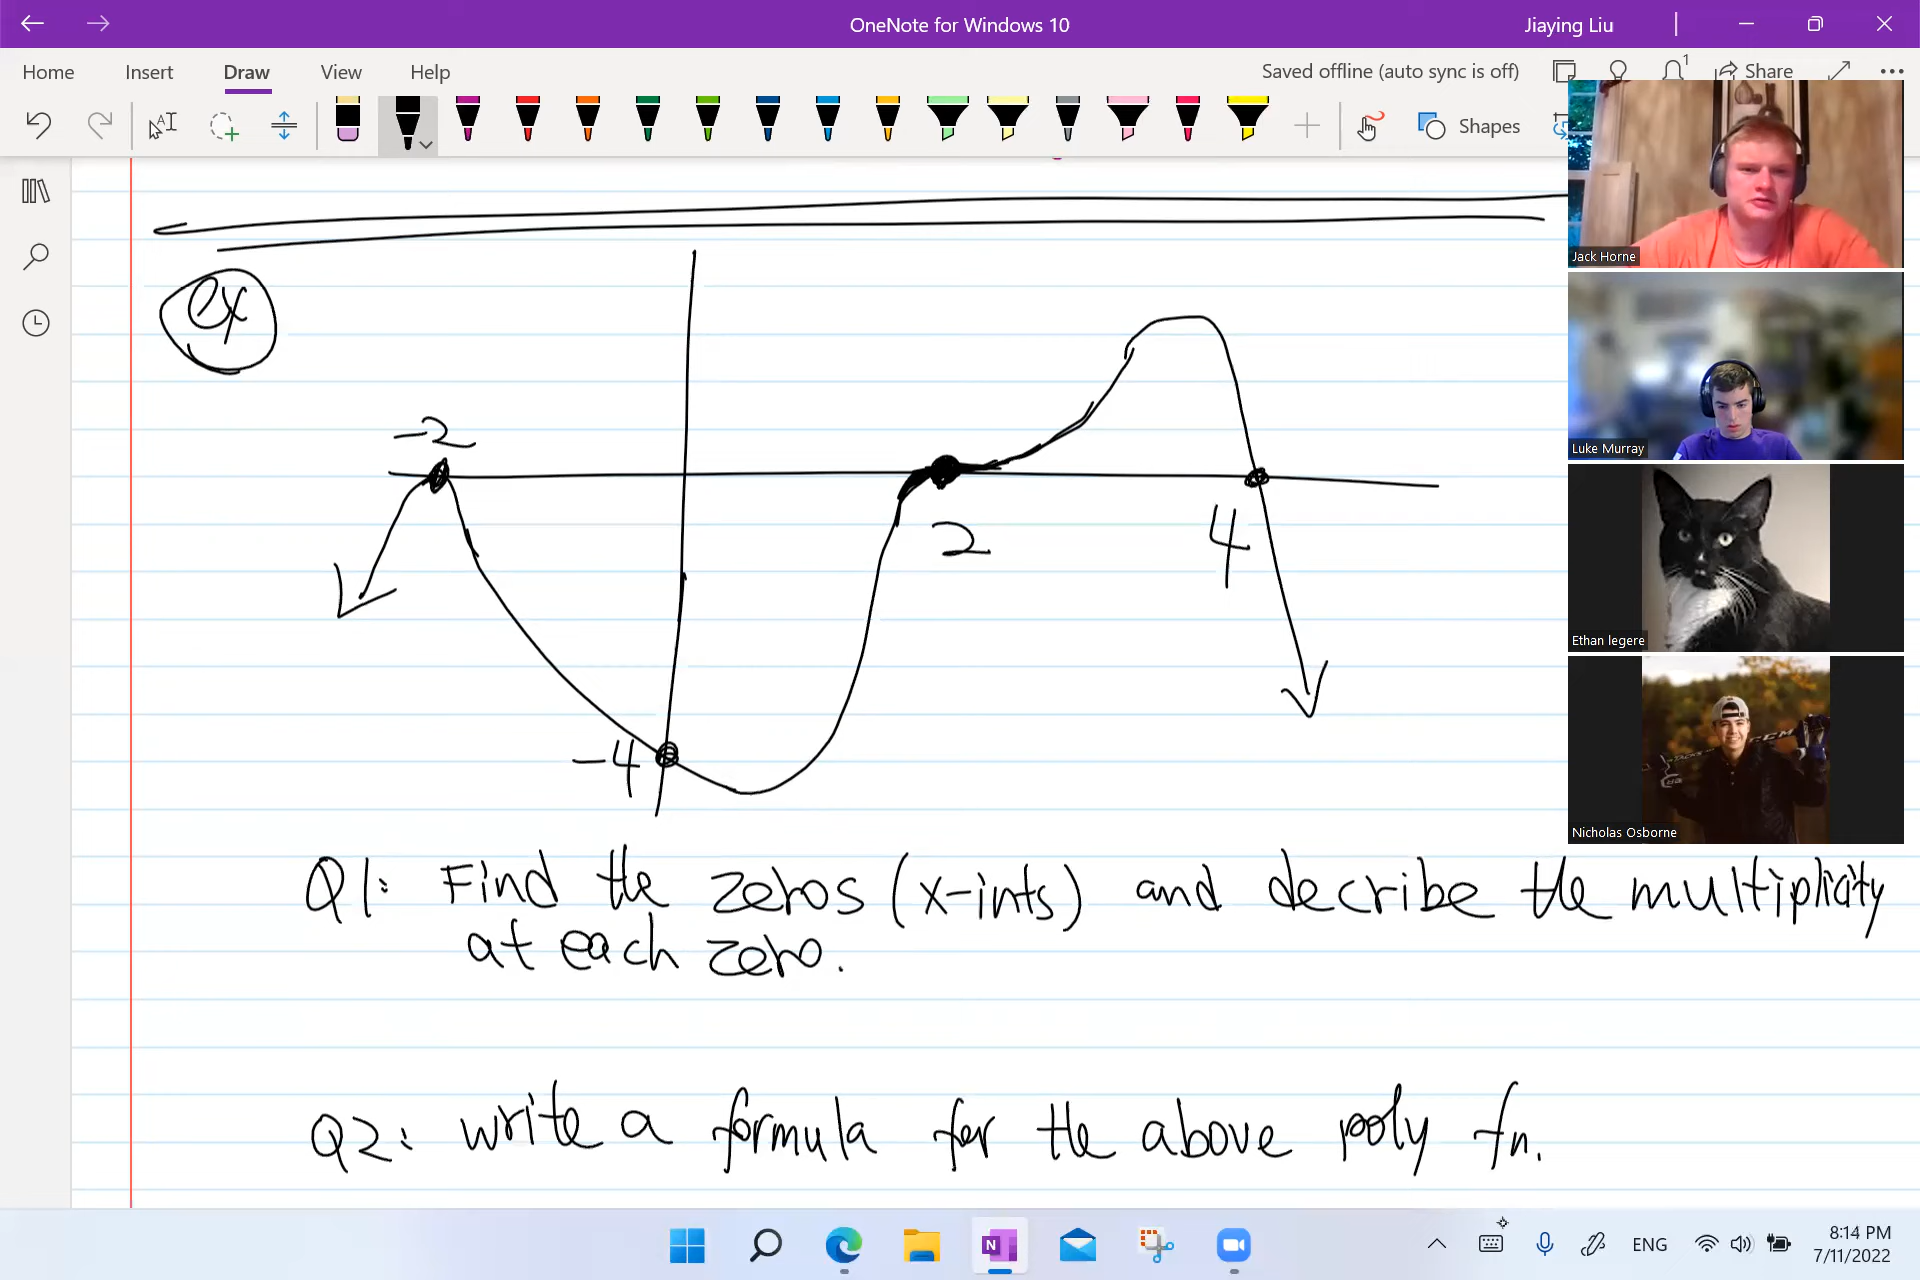 OneNote for Windows 10
Jiaying Liu
Home Insert Draw View Help
Saved offline (auto sync is off)
1
Share
Shapes
ex
-2
2
4
-4
Jack Horne
Luke Murray
Ethan legere
Nicholas Osborne
CCM
Q1: Find the zeros (x-ints) and decribe the multiplicity
at each zero.
Q2: write a formula for the above poly fn.
ENG
8:14 PM
7/11/2022